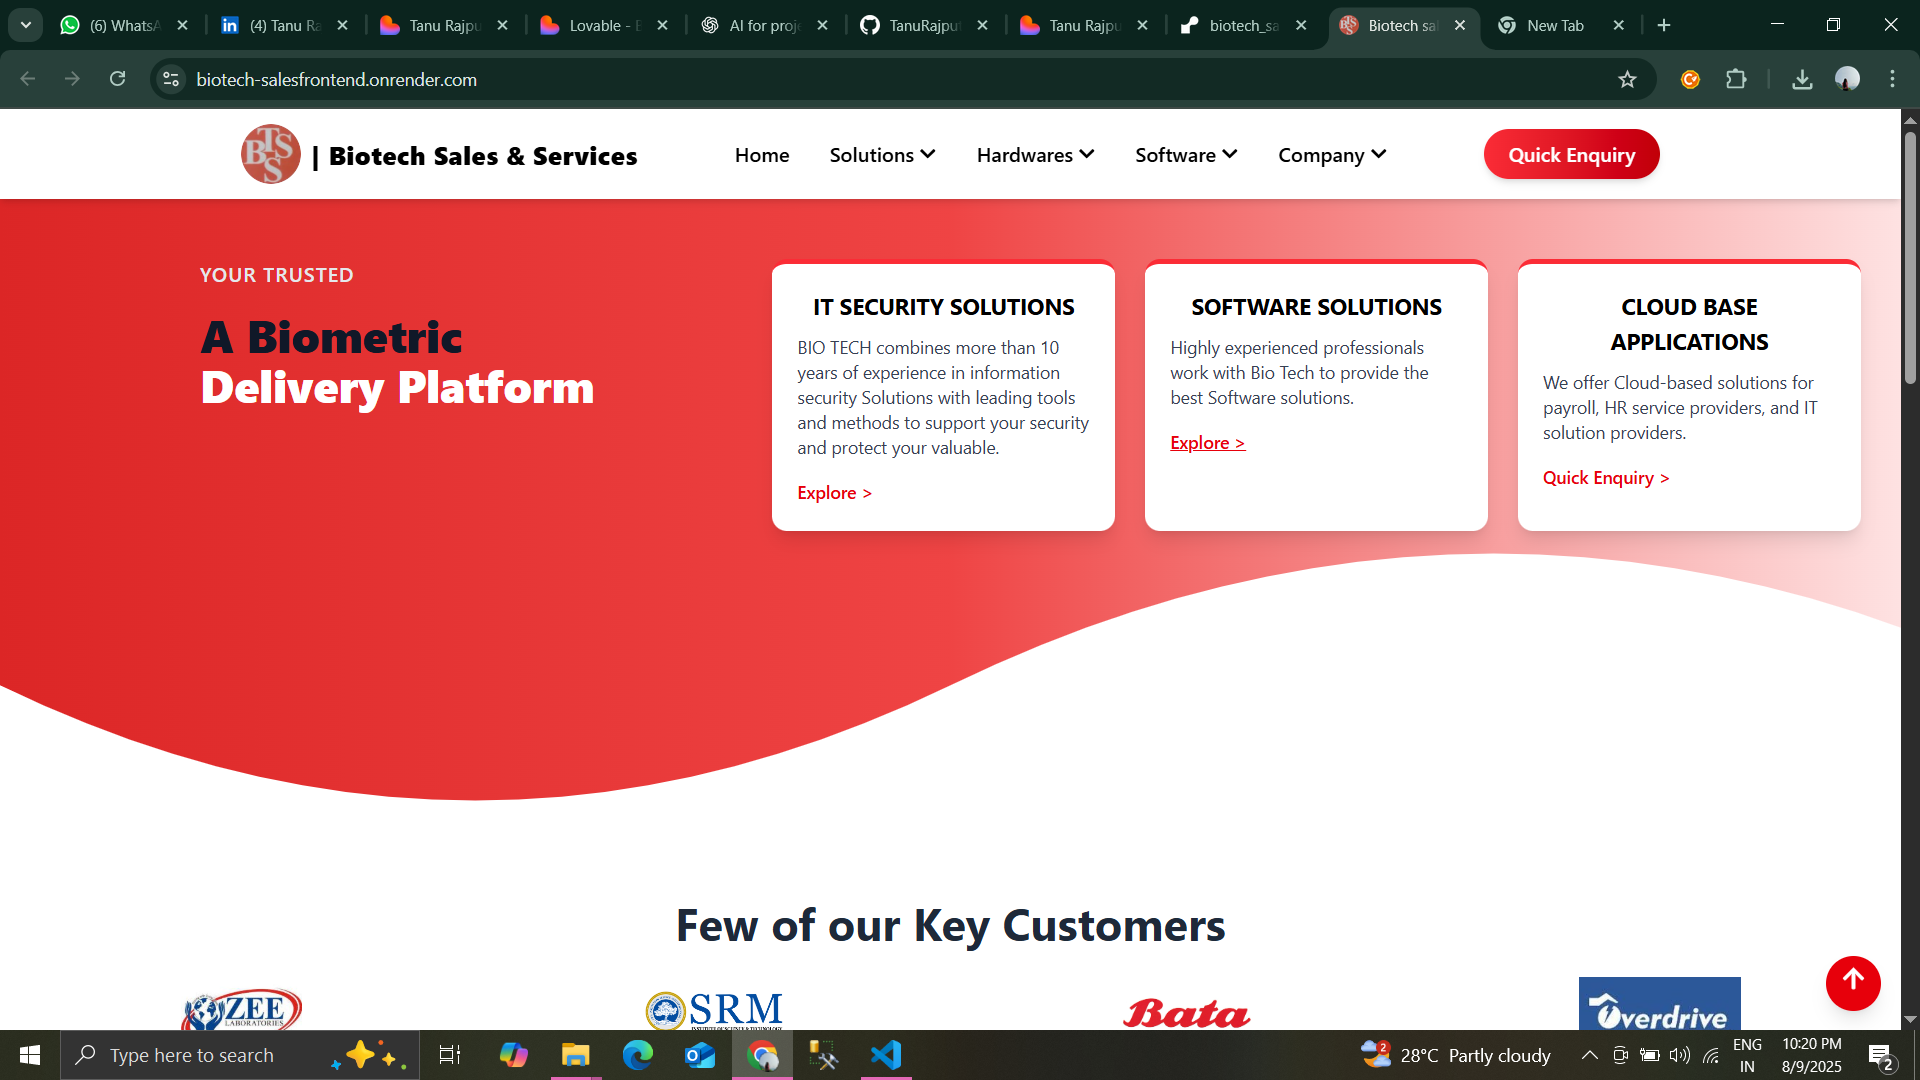 (6) WhatsA
(4) Tanu Ra
Tanu Rajpu
Lovable - B
AI for proje
TanuRajput
Tanu Rajpu
biotech_sa
Biotech sal
New Tab
biotech-salesfrontend.onrender.com
BTSS | Biotech Sales & Services
Home
Solutions
Hardwares
Software
Company
Quick Enquiry
YOUR TRUSTED
A Biometric
Delivery Platform
IT SECURITY SOLUTIONS
BIO TECH combines more than 10
years of experience in information
security Solutions with leading tools
and methods to support your security
and protect your valuable.
Explore >
SOFTWARE SOLUTIONS
Highly experienced professionals
work with Bio Tech to provide the
best Software solutions.
Explore >
CLOUD BASE
APPLICATIONS
We offer Cloud-based solutions for
payroll, HR service providers, and IT
solution providers.
Quick Enquiry >
Few of our Key Customers
ZEE
LABORATORIES
SRM
Bata
Overdrive
Type here to search
2
28°C Partly cloudy
ENG
IN
10:20 PM
8/9/2025
2